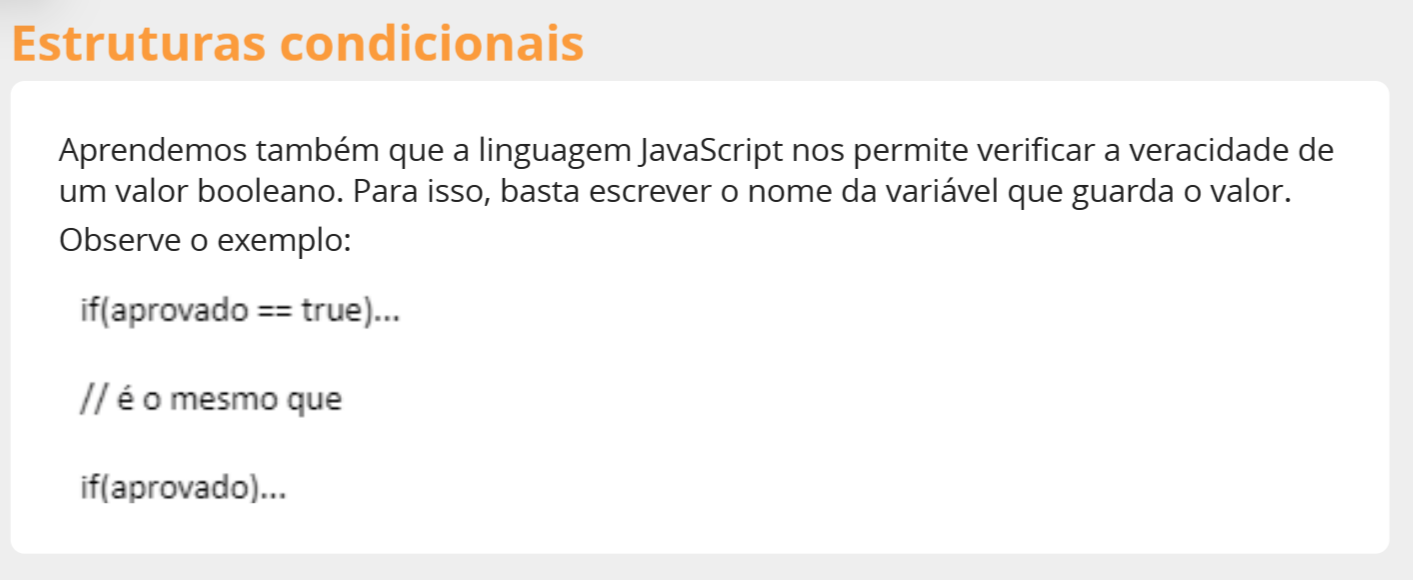 Estruturas condicionais
Aprendemos também que a linguagem JavaScript nos permite verificar a veracidade de
um valor booleano. Para isso, basta escrever o nome da variável que guarda o valor.
Observe o exemplo:
if(aprovado == true)...
// é o mesmo que
if(aprovado)...